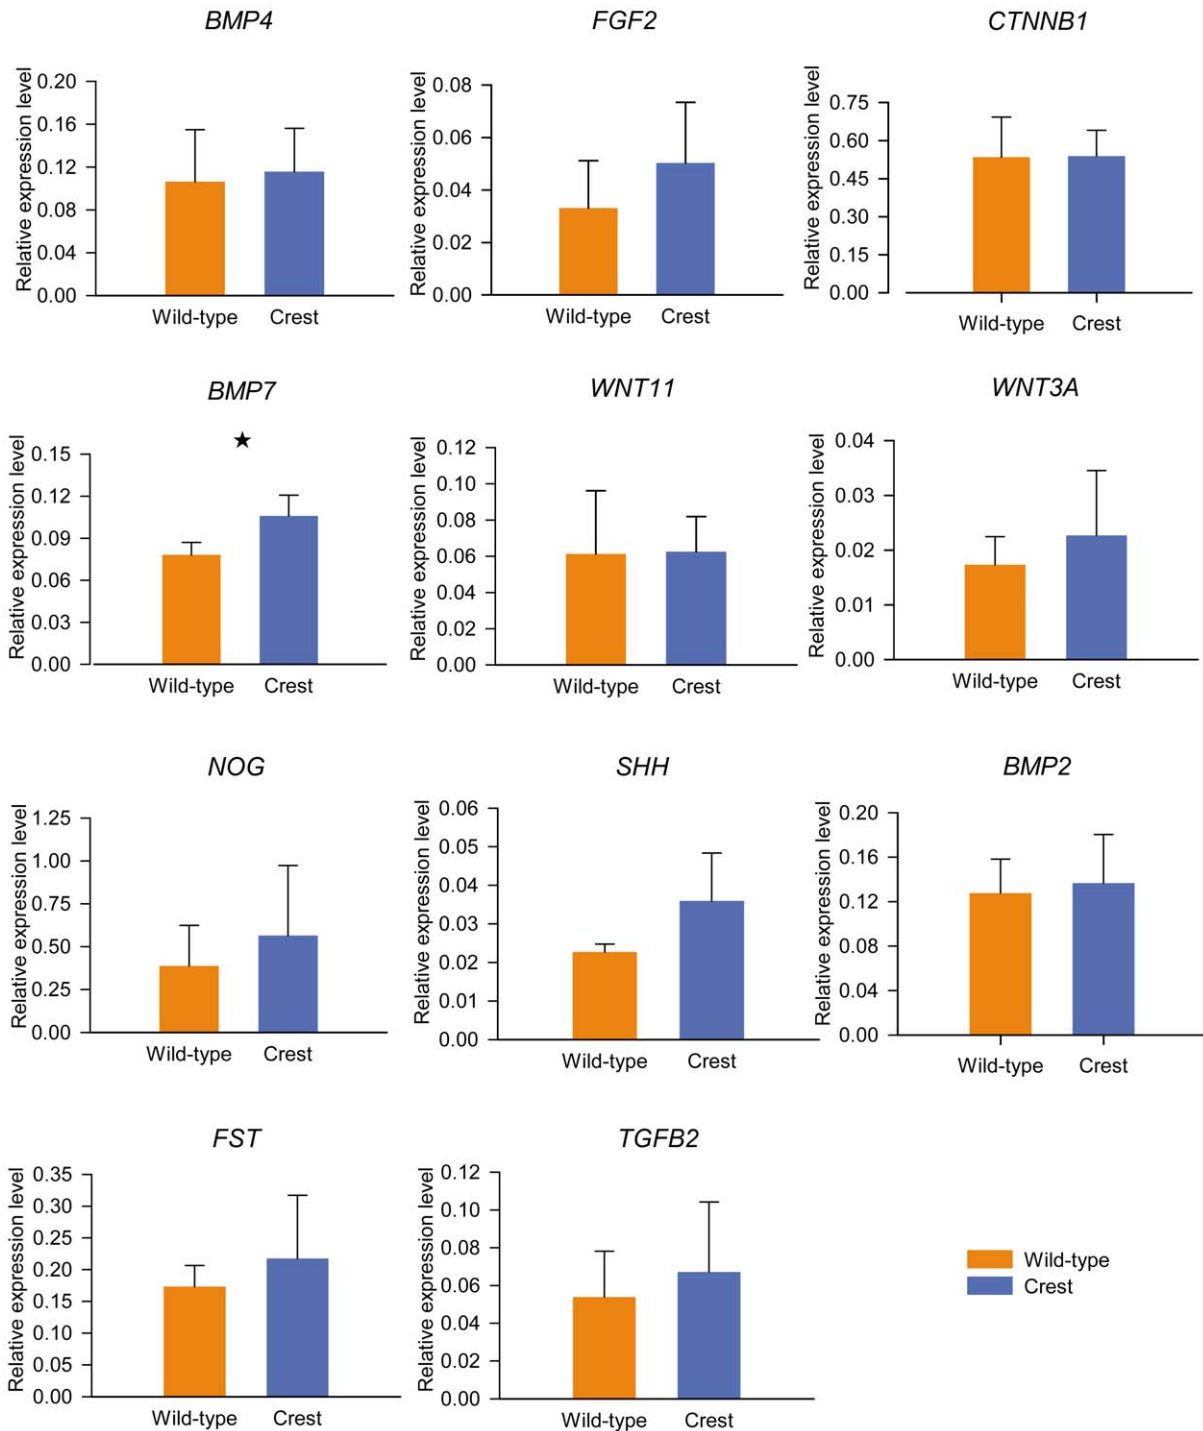 BMP4
FGF2
CTNNB1
Relative expression level
0.20
0.16
0.12
0.08
0.04
0.00
Wild-type
Crest
Relative expression level
0.08
0.06
0.04
0.02
0.00
Wild-type
Crest
Relative expression level
0.75
0.60
0.45
0.30
0.15
0.00
Wild-type
Crest
BMP7
WNT11
WNT3A
Relative expression level
0.15
0.12
0.09
0.06
0.03
0.00
Wild-type
Crest
Relative expression level
0.12
0.10
0.08
0.06
0.04
0.02
0.00
Wild-type
Crest
Relative expression level
0.04
0.03
0.02
0.01
0.00
Wild-type
Crest
NOG
SHH
BMP2
Relative expression level
1.25
1.00
0.75
0.50
0.25
0.00
Wild-type
Crest
Relative expression level
0.06
0.05
0.04
0.03
0.02
0.01
0.00
Wild-type
Crest
Relative expression level
0.20
0.16
0.12
0.08
0.04
0.00
Wild-type
Crest
FST
TGFB2
Relative expression level
0.35
0.30
0.25
0.20
0.15
0.10
0.05
0.00
Wild-type
Crest
Relative expression level
0.12
0.10
0.08
0.06
0.04
0.02
0.00
Wild-type
Crest
Wild-type
Crest